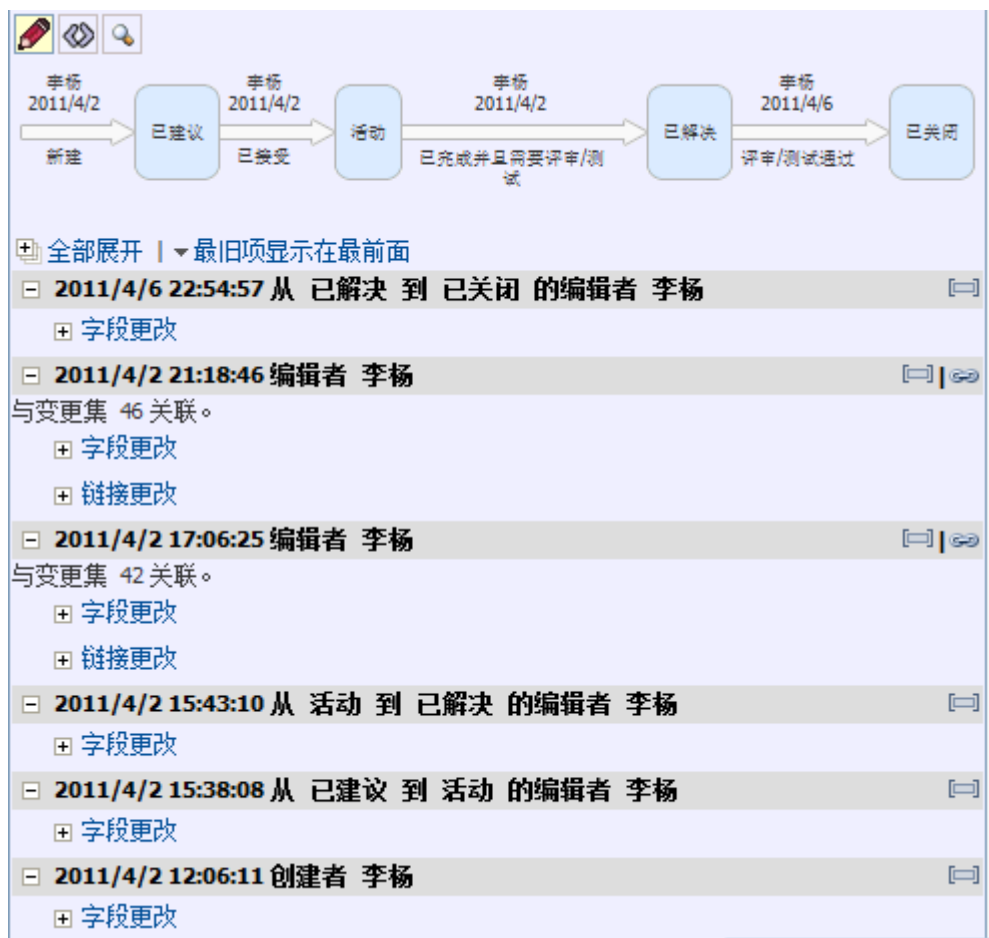 李杨 李杨 李杨 李杨
2011/4/2 2011/4/2 2011/4/2 2011/4/6
已建议 活动 已解决 已关闭
新建 已接受 已完成并且需要评审/测试 评审/测试通过
全部展开 | 最旧项显示在最前面
2011/4/6 22:54:57 从 已解决 到 已关闭 的编辑者 李杨
字段更改
2011/4/2 21:18:46 编辑者 李杨
与变更集 46 关联。
字段更改
链接更改
2011/4/2 17:06:25 编辑者 李杨
与变更集 42 关联。
字段更改
链接更改
2011/4/2 15:43:10 从 活动 到 已解决 的编辑者 李杨
字段更改
2011/4/2 15:38:08 从 已建议 到 活动 的编辑者 李杨
字段更改
2011/4/2 12:06:11 创建者 李杨
字段更改